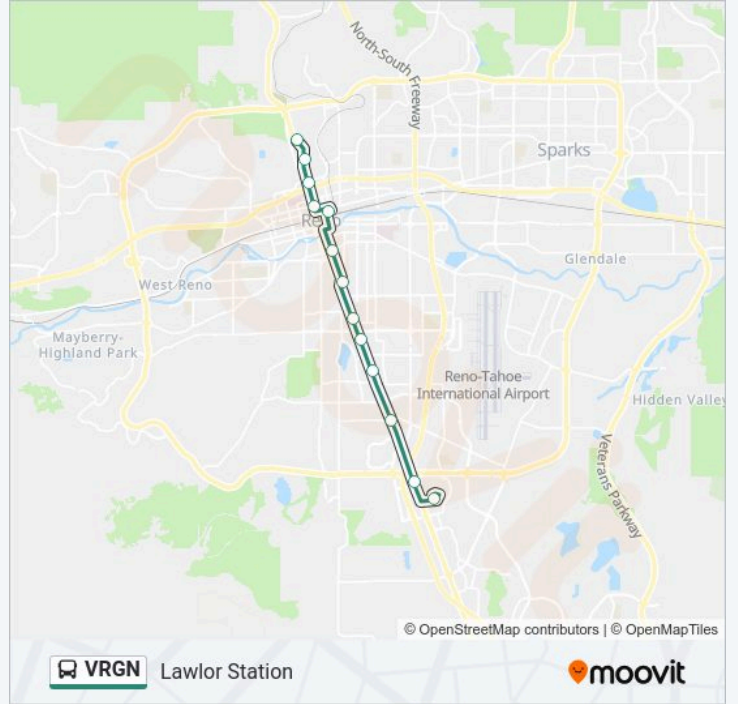 North-South Freeway
Sparks
Reno
Glendale
West Reno
Mayberry-
Highland Park
Reno-Tahoe
International Airport
Hidden Valley
Veterans Parkway
© OpenStreetMap contributors | © OpenMapTiles
VRGN Lawlor Station
moovit